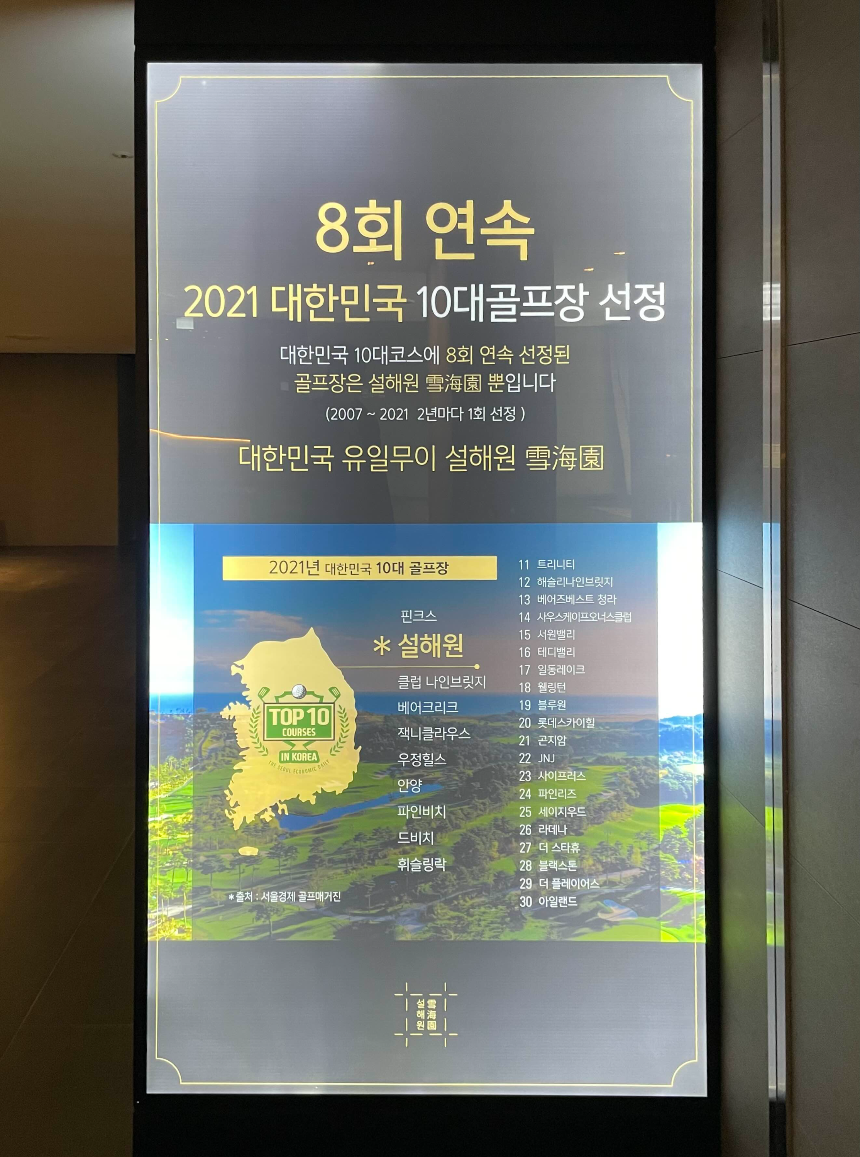 8회 연속
2021 대한민국 10대골프장 선정
대한민국 10대코스에 8회 연속 선정된
골프장은 설해원 雪海園 뿐입니다
(2007 ~ 2021 2년마다 1회 선정 )
대한민국 유일무이 설해원 雪海園
2021년 대한민국 10대 골프장
핀크스
* 설해원
클럽 나인브릿지
베어크리크
잭니클라우스
우정힐스
안양
파인비치
드비치
휘슬링락
TOP 10
COURSES
IN KOREA
THE SEOUL ECONOMIC DAILY
* 출처 : 서울경제 골프매거진
11 트리니티
12 해슬리나인브릿지
13 베어즈베스트 청라
14 사우스케이프오너스클럽
15 서원밸리
16 테디밸리
17 일동레이크
18 웰링턴
19 블루원
20 롯데스카이힐
21 곤지암
22 JNJ
23 사이프러스
24 파인리즈
25 세이지우드
26 라데나
27 더 스타휴
28 블랙스톤
29 더 플레이어스
30 아일랜드
설해원
雪海園